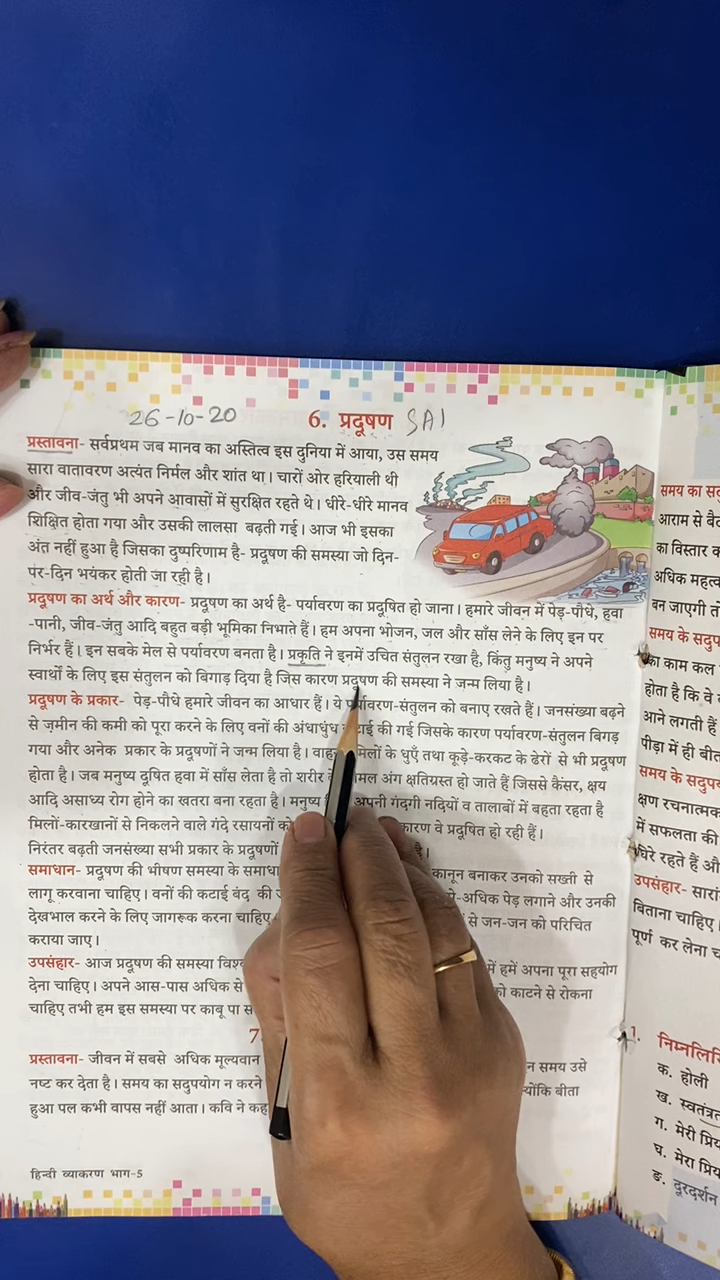 26-10-20 6. प्रदूषण SAI
प्रस्तावना- सर्वप्रथम जब मानव का अस्तित्व इस दुनिया में आया, उस समय
सारा वातावरण अत्यंत निर्मल और शांत था। चारों ओर हरियाली थी
और जीव-जंतु भी अपने आवासों में सुरक्षित रहते थे। धीरे-धीरे मानव
शिक्षित होता गया और उसकी लालसा बढ़ती गई। आज भी इसका
अंत नहीं हुआ है जिसका दुष्परिणाम है- प्रदूषण की समस्या जो दिन-
पर-दिन भयंकर होती जा रही है।
प्रदूषण का अर्थ और कारण- प्रदूषण का अर्थ है- पर्यावरण का प्रदूषित हो जाना। हमारे जीवन में पेड़-पौधे, हवा
-पानी, जीव-जंतु आदि बहुत बड़ी भूमिका निभाते हैं। हम अपना भोजन, जल और साँस लेने के लिए इन पर
निर्भर हैं। इन सबके मेल से पर्यावरण बनता है। प्रकृति ने इनमें उचित संतुलन रखा है, किंतु मनुष्य ने अपने
स्वार्थों के लिए इस संतुलन को बिगाड़ दिया है जिस कारण प्रदूषण की समस्या ने जन्म लिया है।
प्रदूषण के प्रकार- पेड़-पौधे हमारे जीवन का आधार हैं। ये पर्यावरण-संतुलन को बनाए रखते हैं। जनसंख्या बढ़ने
से ज़मीन की कमी को पूरा करने के लिए वनों की अंधाधुंध की गई जिसके कारण पर्यावरण-संतुलन बिगड़
गया और अनेक प्रकार के प्रदूषणों ने जन्म लिया है। के धुएँ तथा कूड़े-करकट के ढेरों से भी प्रदूषण
होता है। जब मनुष्य दूषित हवा में साँस लेता है तो शरीर अंग क्षतिग्रस्त हो जाते हैं जिससे कैंसर, क्षय
आदि असाध्य रोग होने का खतरा बना रहता है। मनुष्य अपनी गंदगी नदियों व तालाबों में बहता रहता है
मिलों-कारखानों से निकलने वाले गंदे रसायनों को कारण वे प्रदूषित हो रही हैं।
निरंतर बढ़ती जनसंख्या सभी प्रकार के प्रदूषणों है।
समाधान- प्रदूषण की भीषण समस्या के कानून बनाकर उनको सख्ती से
लागू करवाना चाहिए। वनों की कटाई बंद की अधिक पेड़ लगाने और उनकी
देखभाल करने के लिए जागरूक करना चाहिए से जन-जन को परिचित
कराया जाए।
उपसंहार- आज प्रदूषण की समस्या में हमें अपना पूरा सहयोग
देना चाहिए। अपने आस-पास अधिक से को काटने से रोकना
चाहिए तभी हम इस समस्या पर काबू पा
7.
प्रस्तावना- जीवन में सबसे अधिक मूल्यवान समय उसे
नष्ट कर देता है। समय का सदुपयोग न करने क्योंकि बीता
हुआ पल कभी वापस नहीं आता। कवि ने
हिन्दी व्याकरण भाग-5
समय का
आराम से
का विस्तार
अधिक महत्व
बन जाएगी
समय के
का काम कल
होता है कि वे
आने लगती हैं
पीड़ा में ही
समय के
क्षण रचनात्मक
में सफलता की
घिरे रहते हैं
उपसंहार-
बिताना चाहिए।
पूर्ण कर लेना
1.
क. होली
ख.
ग. मेरी
घ. मेरा
ङ. दूरदर्शन